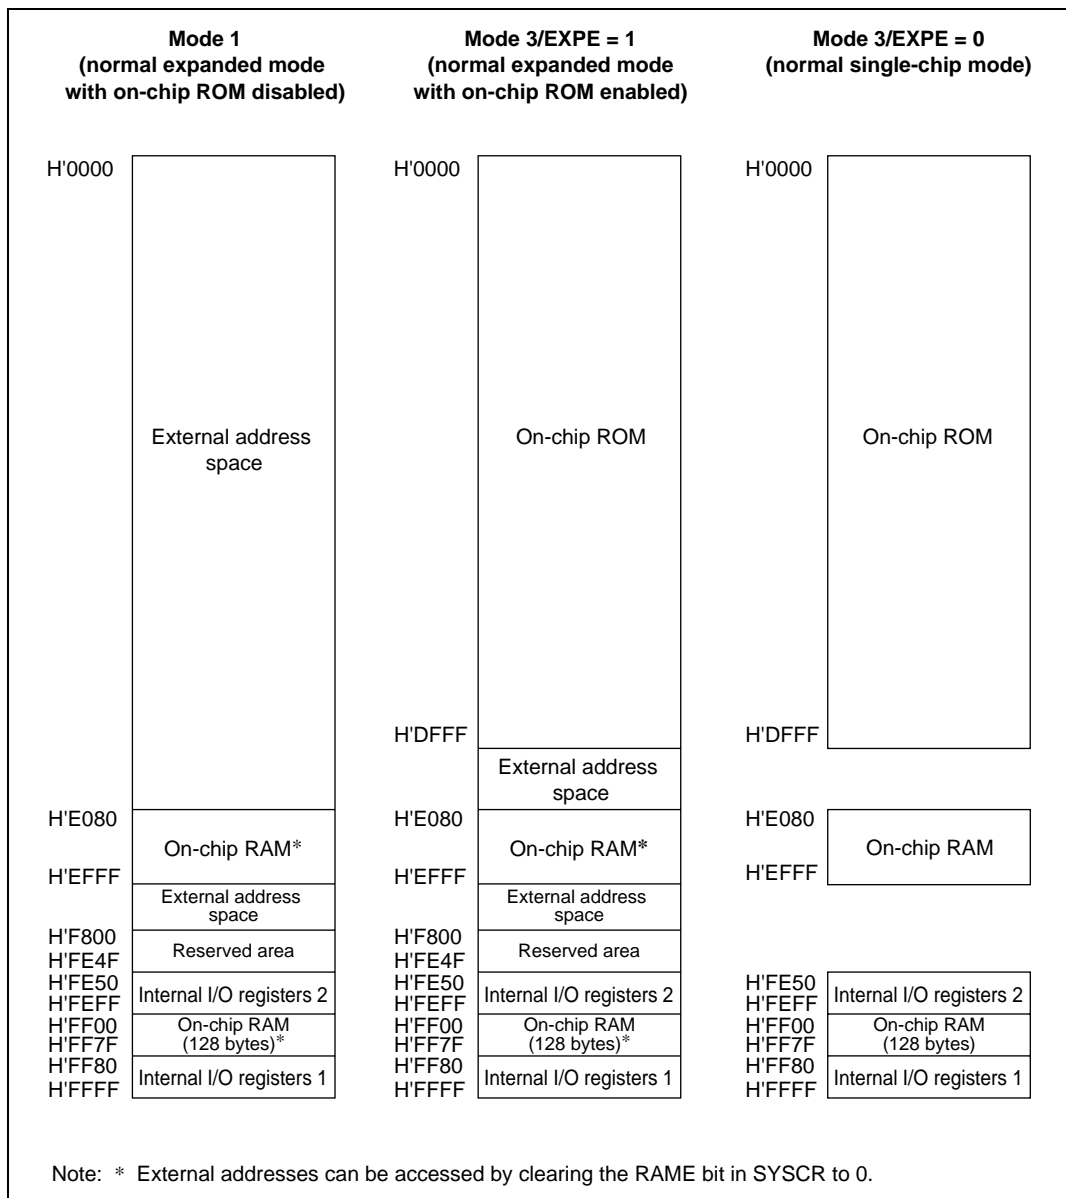 Mode 1
(normal expanded mode
with on-chip ROM disabled)
Mode 3/EXPE = 1
(normal expanded mode
with on-chip ROM enabled)
Mode 3/EXPE = 0
(normal single-chip mode)
H'0000
External address
space
H'E080
On-chip RAM*
H'EFFF
External address
space
H'F800
Reserved area
H'FE4F
H'FE50
Internal I/O registers 2
H'FEFF
H'FF00
On-chip RAM
(128 bytes)*
H'FF7F
H'FF80
Internal I/O registers 1
H'FFFF
H'0000
On-chip ROM
H'DFFF
External address
space
H'E080
On-chip RAM*
H'EFFF
External address
space
H'F800
Reserved area
H'FE4F
H'FE50
Internal I/O registers 2
H'FEFF
H'FF00
On-chip RAM
(128 bytes)*
H'FF7F
H'FF80
Internal I/O registers 1
H'FFFF
H'0000
On-chip ROM
H'DFFF
H'E080
On-chip RAM
H'EFFF
H'FE50
Internal I/O registers 2
H'FEFF
H'FF00
On-chip RAM
(128 bytes)
H'FF7F
H'FF80
Internal I/O registers 1
H'FFFF
Note: * External addresses can be accessed by clearing the RAME bit in SYSCR to 0.